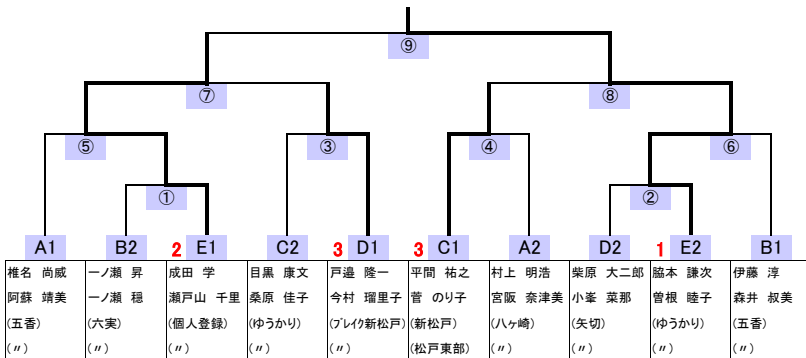 ⑨
⑦
⑧
⑤
③
④
⑥
①
②
A1 B2 2 E1 C2 3 D1 3 C1 A2 D2 1 E2 B1
椎名 尚威 一ノ瀬 昇 成田 学 目黒 康文 戸邉 隆一 平間 祐之 村上 明浩 柴原 大二郎 脇本 謙次 伊藤 淳
阿蘇 靖美 一ノ瀬 穏 瀬戸山 千里 桑原 佳子 今村 瑠里子 菅 のり子 宮阪 奈津美 小峯 菜那 曽根 睦子 森井 叔美
(五香) (六実) (個人登録) (ゆうかり) (ブレイク新松戸) (新松戸) (八ヶ崎) (矢切) (ゆうかり) (五香)
(〃) (〃) (〃) (〃) (〃) (松戸東部) (〃) (〃) (〃) (〃)